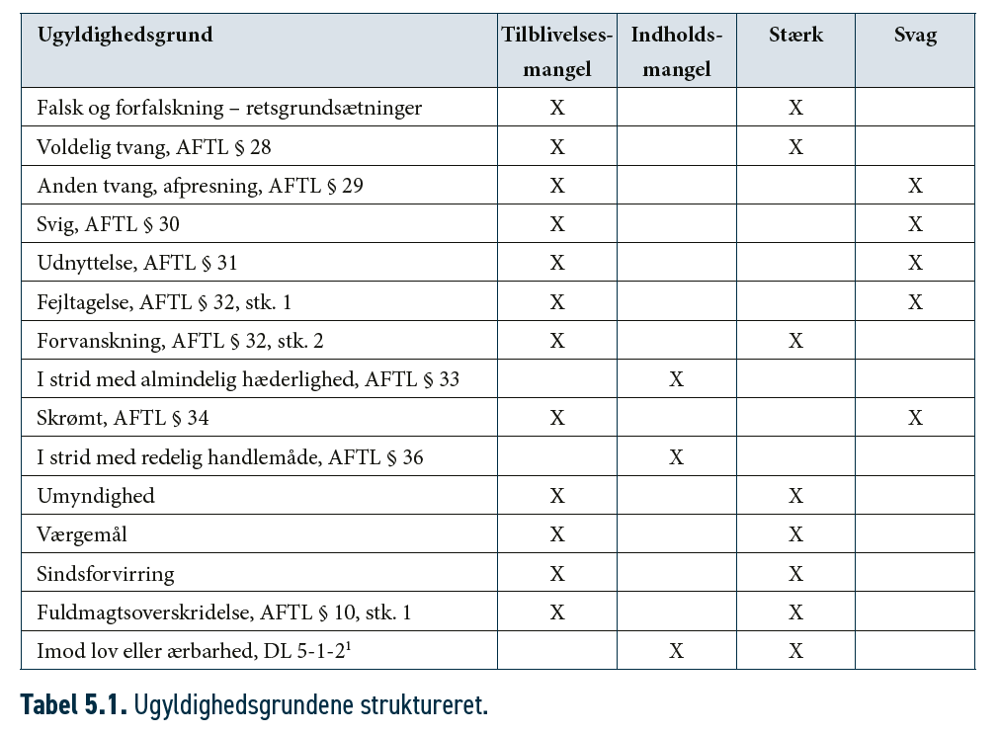 Ugyldighedsgrund Tilblivelses- Indholds- Stærk Svag
mangel mangel
Falsk og forfalskning – retsgrundsætninger X X
Voldelig tvang, AFTL § 28 X X
Anden tvang, afpresning, AFTL § 29 X X
Svig, AFTL § 30 X X
Udnyttelse, AFTL § 31 X X
Fejltagelse, AFTL § 32, stk. 1 X X
Forvanskning, AFTL § 32, stk. 2 X X
I strid med almindelig hæderlighed, AFTL § 33 X
Skrømt, AFTL § 34 X X
I strid med redelig handlemåde, AFTL § 36 X
Umyndighed X X
Værgemål X X
Sindsforvirring X X
Fuldmagtsoverskridelse, AFTL § 10, stk. 1 X X
Imod lov eller ærbarhed, DL 5-1-2¹ X X
Tabel 5.1. Ugyldighedsgrundene struktureret.